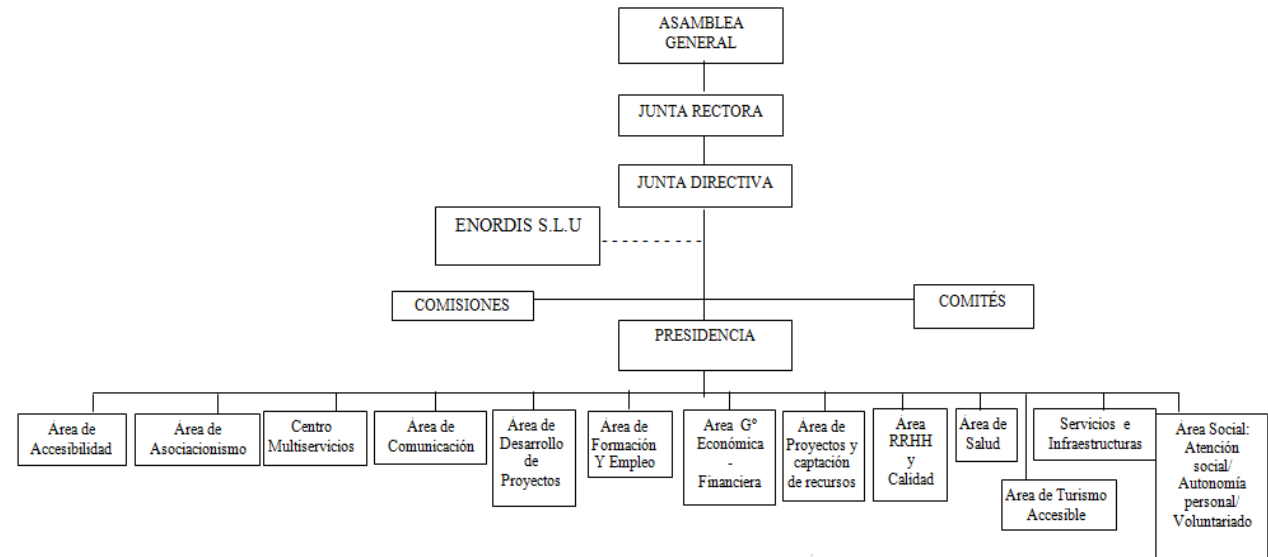 ASAMBLEA
GENERAL
JUNTA RECTORA
JUNTA DIRECTIVA
ENORDIS S.L.U
COMISIONES
COMITÉS
PRESIDENCIA
Área de
Accesibilidad
Área de
Asociacionismo
Centro
Multiservicios
Área de
Comunicación
Área de
Desarrollo
de
Proyectos
Área de
Formación
Y Empleo
Area Gº
Económica
-
Financiera
Área de
Proyectos y
captación
de recursos
Área
RRHH
y
Calidad
Área de
Salud
Área de Turismo
Accesible
Servicios e
Infraestructuras
Área Social:
Atención
social/
Autonomía
personal/
Voluntariado